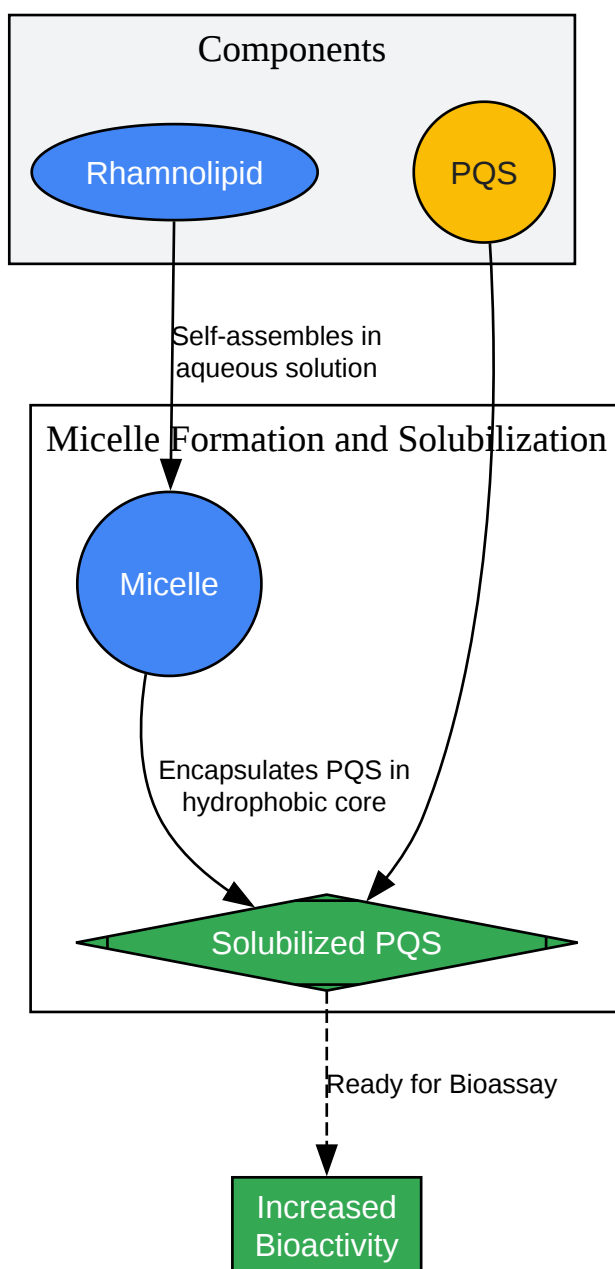 Components
Rhamnolipid
PQS
Self-assembles in
aqueous solution
Micelle Formation and Solubilization
Micelle
Encapsulates PQS in
hydrophobic core
Solubilized PQS
Ready for Bioassay
Increased
Bioactivity